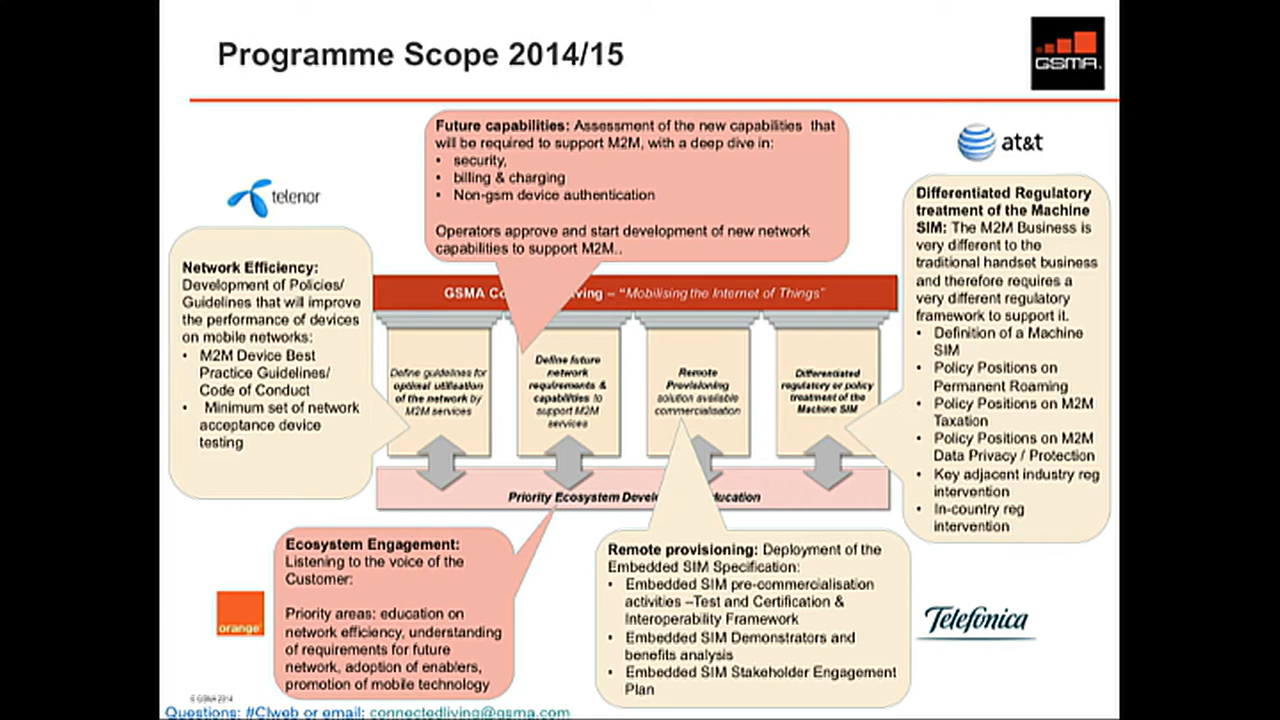 Programme Scope 2014/15
GSMA
Future capabilities: Assessment of the new capabilities that
will be required to support M2M, with a deep dive in:
• security,
• billing & charging
• Non-gsm device authentication
Operators approve and start development of new network
capabilities to support M2M..
telenor
at&t
Network Efficiency:
Development of Policies/
Guidelines that will improve
the performance of devices
on mobile networks:
• M2M Device Best
Practice Guidelines/
Code of Conduct
• Minimum set of network
acceptance device
testing
Differentiated Regulatory
treatment of the Machine
SIM: The M2M Business is
very different to the
traditional handset business
and therefore requires a
very different regulatory
framework to support it.
• Definition of a Machine
SIM
• Policy Positions on
Permanent Roaming
• Policy Positions on M2M
Taxation
• Policy Positions on M2M
Data Privacy / Protection
• Key adjacent industry reg
intervention
• In-country reg
intervention
GSMA Co ving – “Mobilising the Internet of Things”
Define guidelines for
optimal utilisation
of the network by
M2M services
Define future
network
requirements &
capabilities to
support M2M
services
Remote
Provisioning
solution available
commercialisation
Differentiated
regulatory or policy
treatment of the
Machine SIM
Priority Ecosystem Devel ducation
Ecosystem Engagement:
Listening to the voice of the
Customer:
Priority areas: education on
network efficiency, understanding
of requirements for future
network, adoption of enablers,
promotion of mobile technology
orange
Remote provisioning: Deployment of the
Embedded SIM Specification:
• Embedded SIM pre-commercialisation
activities –Test and Certification &
Interoperability Framework
• Embedded SIM Demonstrators and
benefits analysis
• Embedded SIM Stakeholder Engagement
Plan
Telefónica
© GSMA 2014
Questions: #CIweb or email: connectedliving@gsma.com